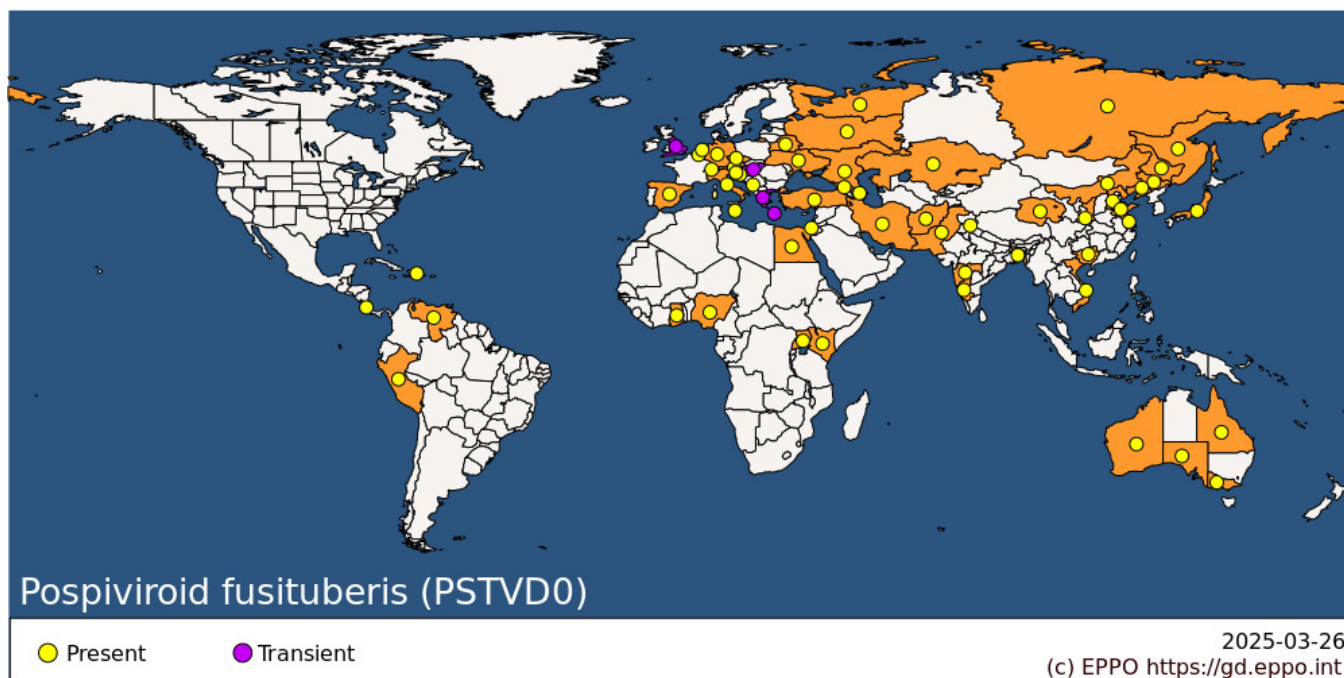 Pospiviroid fusituberis (PSTVD0)
Present
Transient
2025-03-26
(c) EPPO https://gd.eppo.int